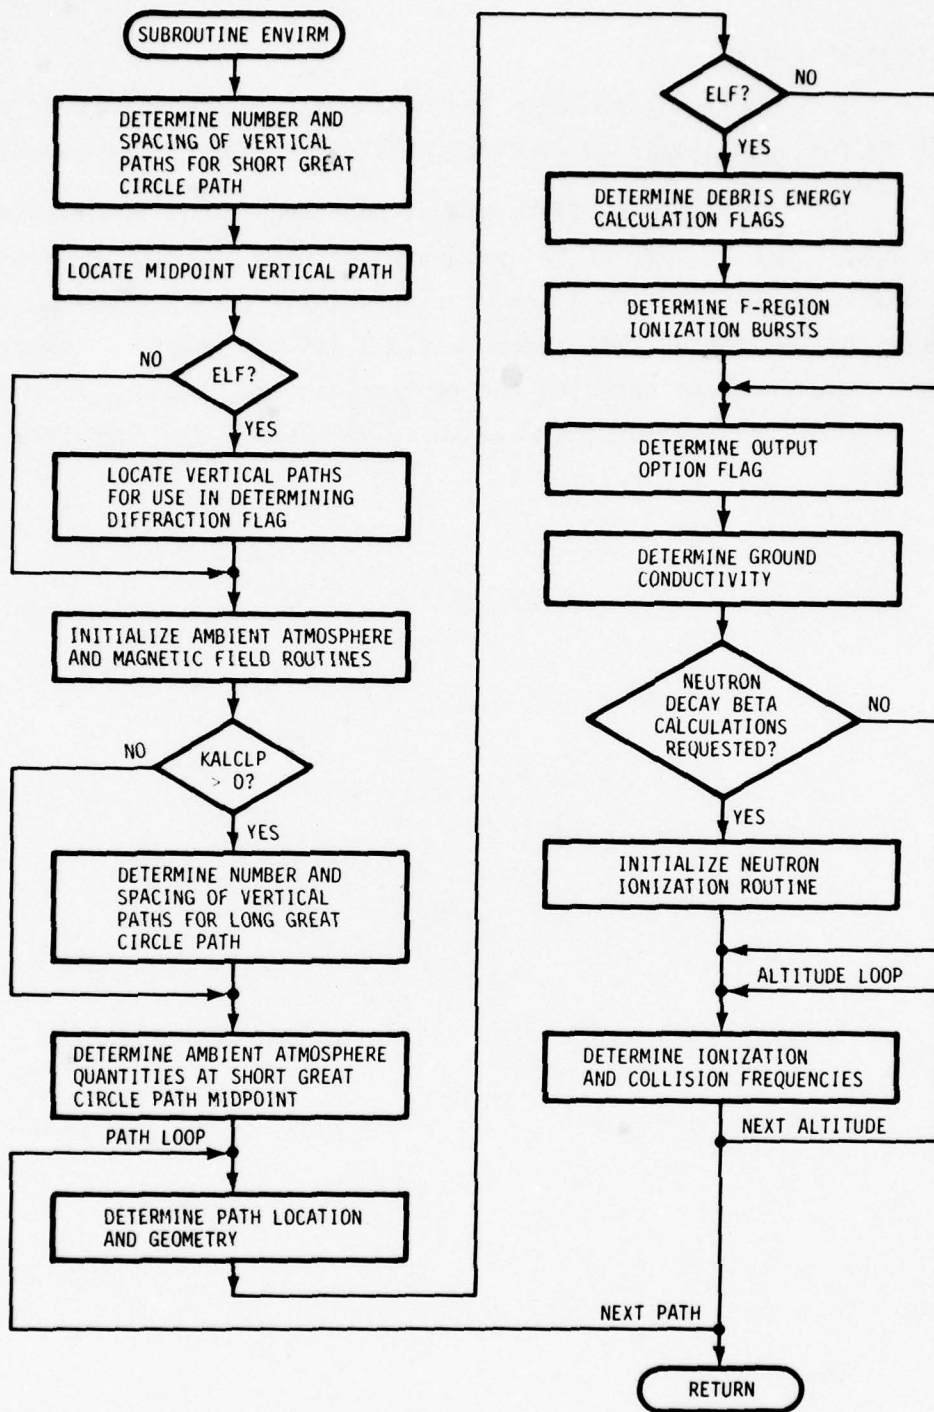 SUBROUTINE ENVIRM
DETERMINE NUMBER AND
SPACING OF VERTICAL
PATHS FOR SHORT GREAT
CIRCLE PATH
LOCATE MIDPOINT VERTICAL PATH
NO
ELF?
YES
LOCATE VERTICAL PATHS
FOR USE IN DETERMINING
DIFFRACTION FLAG
INITIALIZE AMBIENT ATMOSPHERE
AND MAGNETIC FIELD ROUTINES
NO
KALCLP
> 0?
YES
DETERMINE NUMBER AND
SPACING OF VERTICAL
PATHS FOR LONG GREAT
CIRCLE PATH
DETERMINE AMBIENT ATMOSPHERE
QUANTITIES AT SHORT GREAT
CIRCLE PATH MIDPOINT
PATH LOOP
DETERMINE PATH LOCATION
AND GEOMETRY
ELF?
NO
YES
DETERMINE DEBRIS ENERGY
CALCULATION FLAGS
DETERMINE F-REGION
IONIZATION BURSTS
DETERMINE OUTPUT
OPTION FLAG
DETERMINE GROUND
CONDUCTIVITY
NEUTRON
DECAY BETA
CALCULATIONS
REQUESTED?
NO
YES
INITIALIZE NEUTRON
IONIZATION ROUTINE
ALTITUDE LOOP
DETERMINE IONIZATION
AND COLLISION FREQUENCIES
NEXT ALTITUDE
NEXT PATH
RETURN